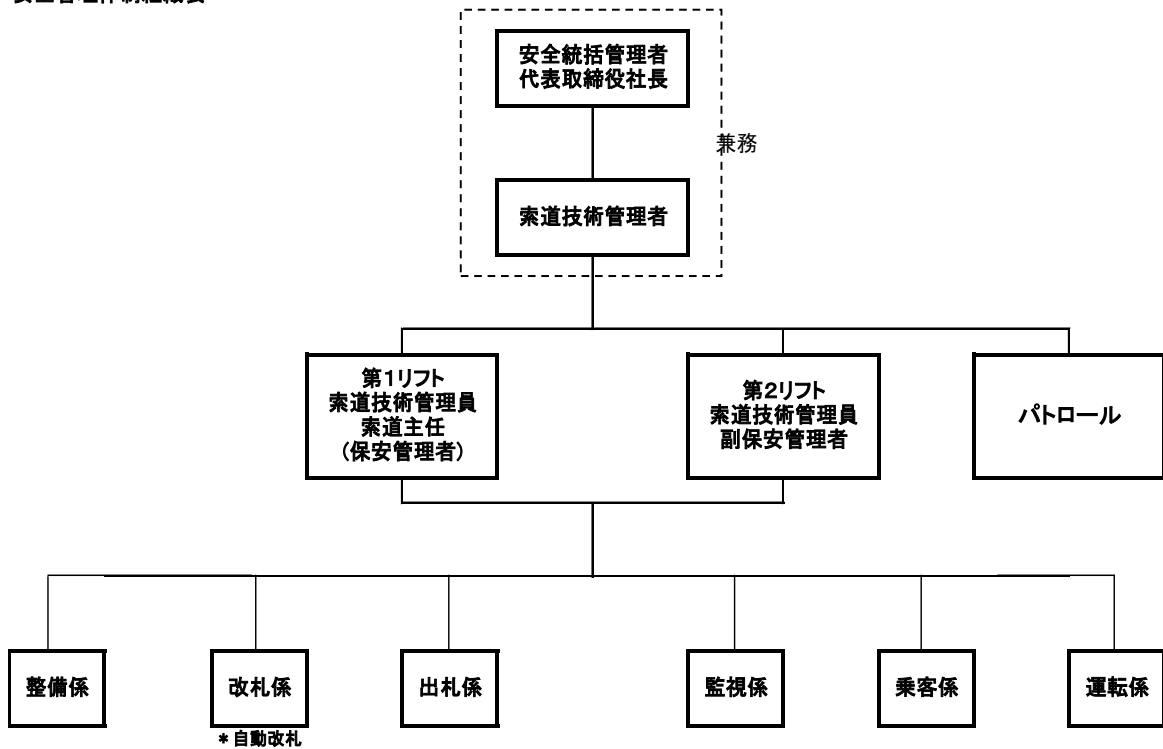 安全統括管理者
代表取締役社長
兼務
索道技術管理者
第1リフト
索道技術管理員
索道主任
(保安管理者)
第2リフト
索道技術管理員
副保安管理者
パトロール
整備係
改札係
出札係
監視係
乗客係
運転係
*自動改札